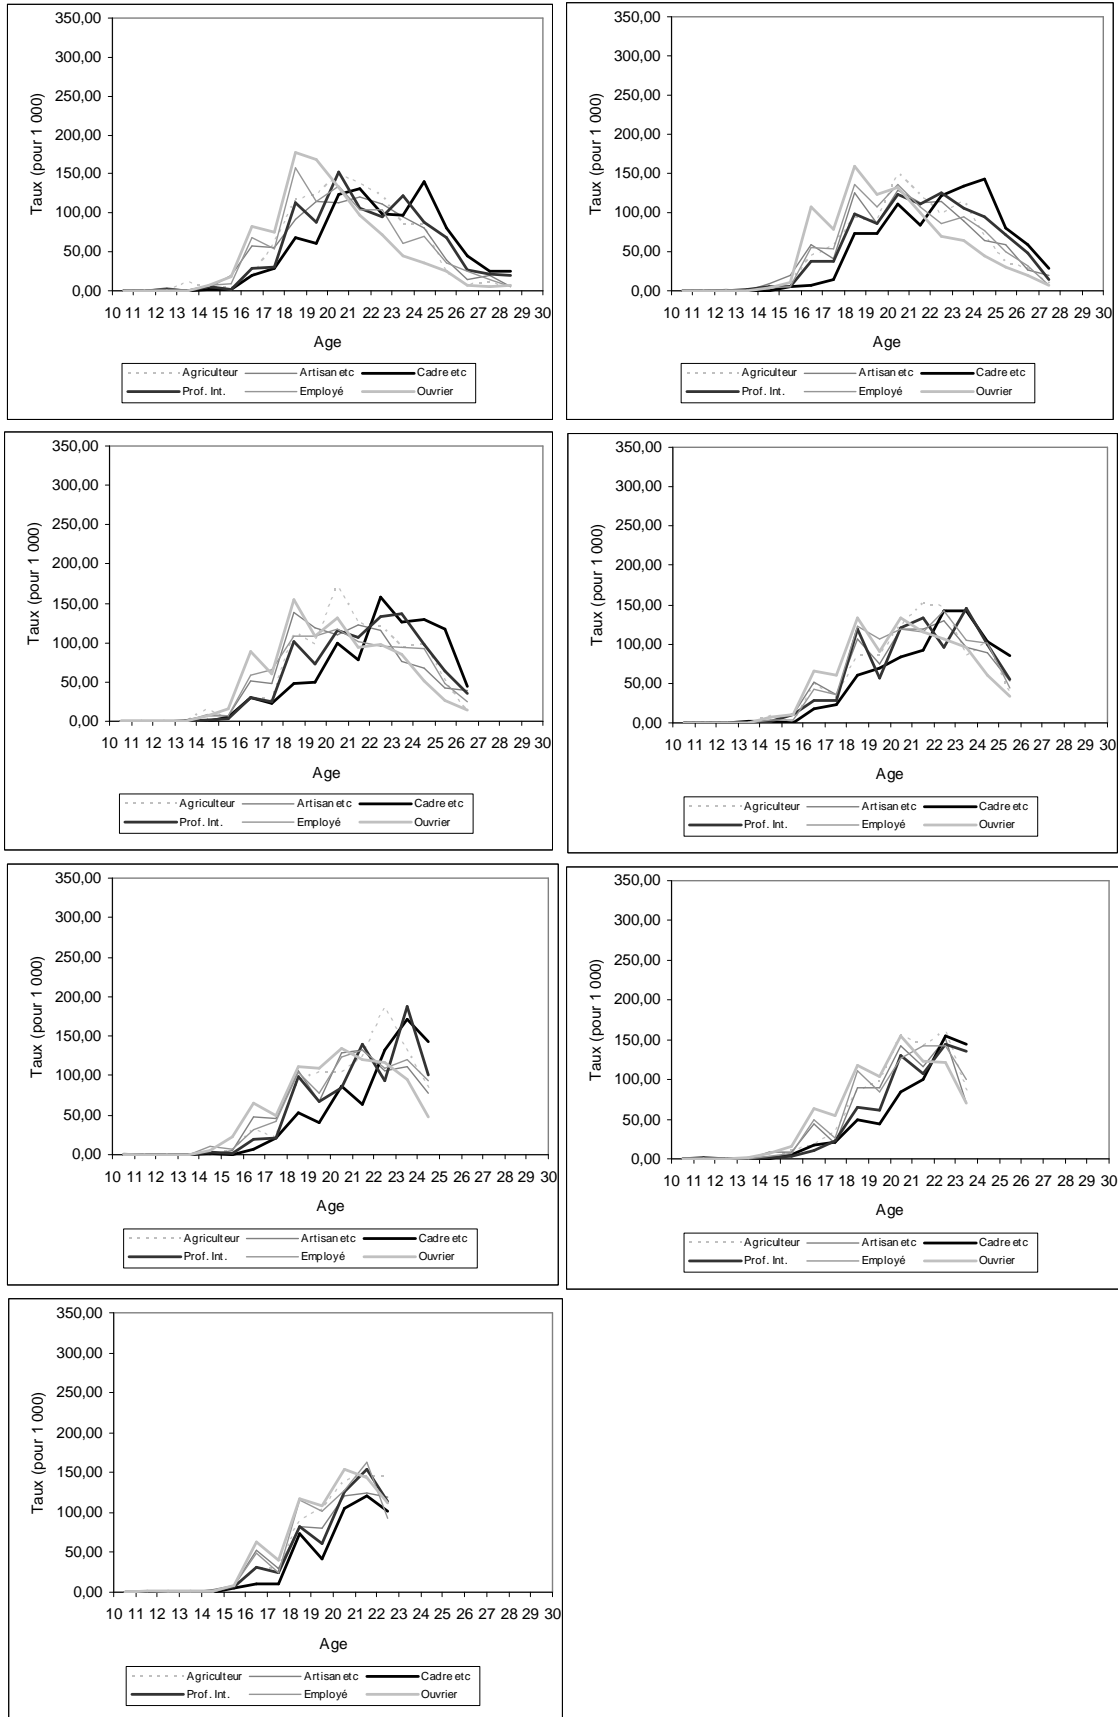 350,00
300,00
250,00
200,00
150,00
100,00
50,00
0,00
Taux (pour 1 000)
10 11 12 13 14 15 16 17 18 19 20 21 22 23 24 25 26 27 28 29 30
Age
Agriculteur Artisan etc Cadre etc
Prof. Int. Employé Ouvrier
350,00
300,00
250,00
200,00
150,00
100,00
50,00
0,00
Taux (pour 1 000)
10 11 12 13 14 15 16 17 18 19 20 21 22 23 24 25 26 27 28 29 30
Age
Agriculteur Artisan etc Cadre etc
Prof. Int. Employé Ouvrier
350,00
300,00
250,00
200,00
150,00
100,00
50,00
0,00
Taux (pour 1 000)
10 11 12 13 14 15 16 17 18 19 20 21 22 23 24 25 26 27 28 29 30
Age
Agriculteur Artisan etc Cadre etc
Prof. Int. Employé Ouvrier
350,00
300,00
250,00
200,00
150,00
100,00
50,00
0,00
Taux (pour 1 000)
10 11 12 13 14 15 16 17 18 19 20 21 22 23 24 25 26 27 28 29 30
Age
Agriculteur Artisan etc Cadre etc
Prof. Int. Employé Ouvrier
350,00
300,00
250,00
200,00
150,00
100,00
50,00
0,00
Taux (pour 1 000)
10 11 12 13 14 15 16 17 18 19 20 21 22 23 24 25 26 27 28 29 30
Age
Agriculteur Artisan etc Cadre etc
Prof. Int. Employé Ouvrier
350,00
300,00
250,00
200,00
150,00
100,00
50,00
0,00
Taux (pour 1 000)
10 11 12 13 14 15 16 17 18 19 20 21 22 23 24 25 26 27 28 29 30
Age
Agriculteur Artisan etc Cadre etc
Prof. Int. Employé Ouvrier
350,00
300,00
250,00
200,00
150,00
100,00
50,00
0,00
Taux (pour 1 000)
10 11 12 13 14 15 16 17 18 19 20 21 22 23 24 25 26 27 28 29 30
Age
Agriculteur Artisan etc Cadre etc
Prof. Int. Employé Ouvrier